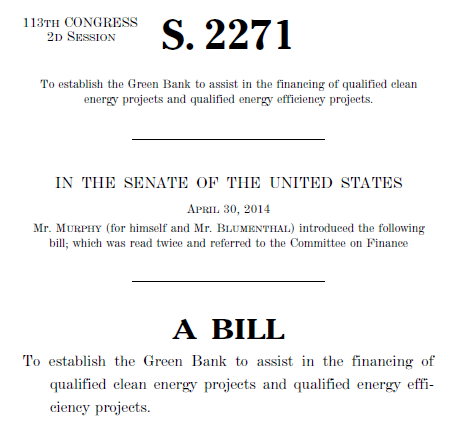 113TH CONGRESS
2D SESSION
S. 2271
To establish the Green Bank to assist in the financing of qualified clean
energy projects and qualified energy efficiency projects.
IN THE SENATE OF THE UNITED STATES
APRIL 30, 2014
Mr. MURPHY (for himself and Mr. BLUMENTHAL) introduced the following
bill; which was read twice and referred to the Committee on Finance
A BILL
To establish the Green Bank to assist in the financing of
qualified clean energy projects and qualified energy effi-
ciency projects.